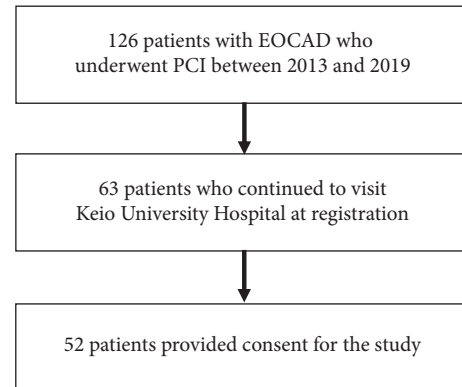 126 patients with EOCAD who
underwent PCI between 2013 and 2019
63 patients who continued to visit
Keio University Hospital at registration
52 patients provided consent for the study